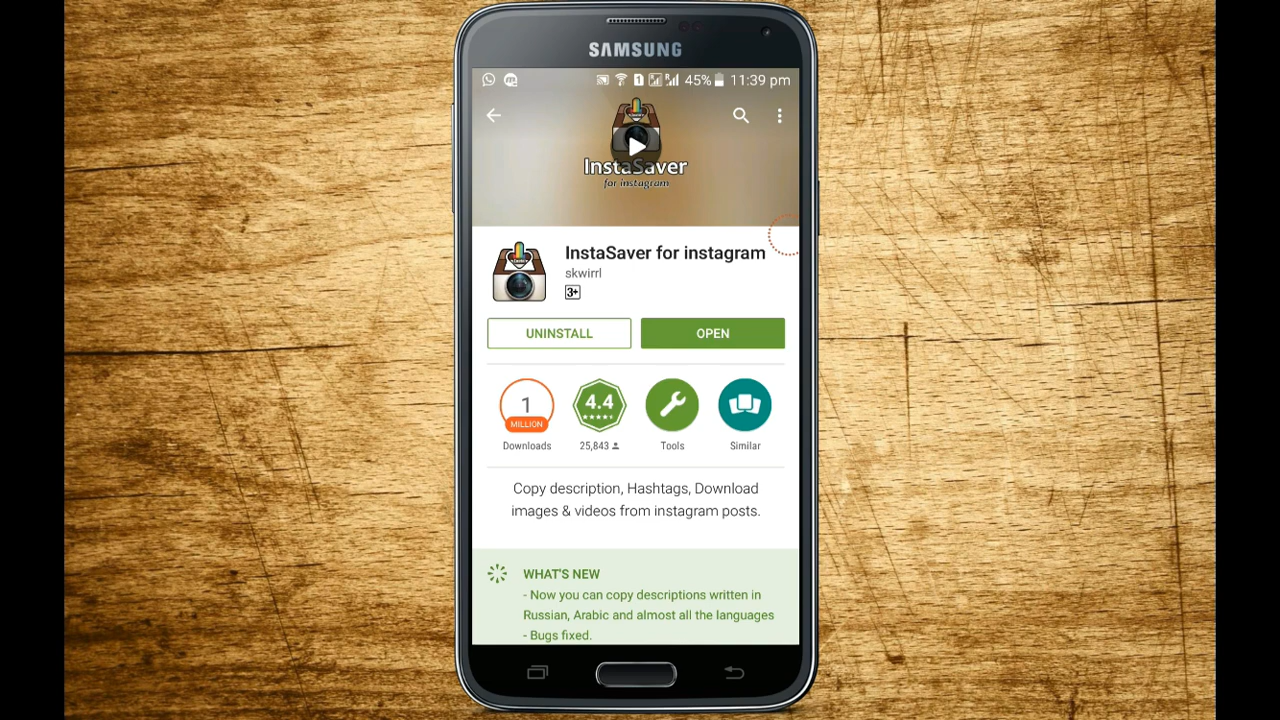 SAMSUNG
45% 11:39 pm
InstaSaver
for instagram
InstaSaver for instagram
skwirrl
3+
UNINSTALL OPEN
1
MILLION
4.4
Downloads 25,843 Tools Similar
Copy description, Hashtags, Download
images & videos from instagram posts.
WHAT'S NEW
- Now you can copy descriptions written in
Russian, Arabic and almost all the languages
- Bugs fixed.